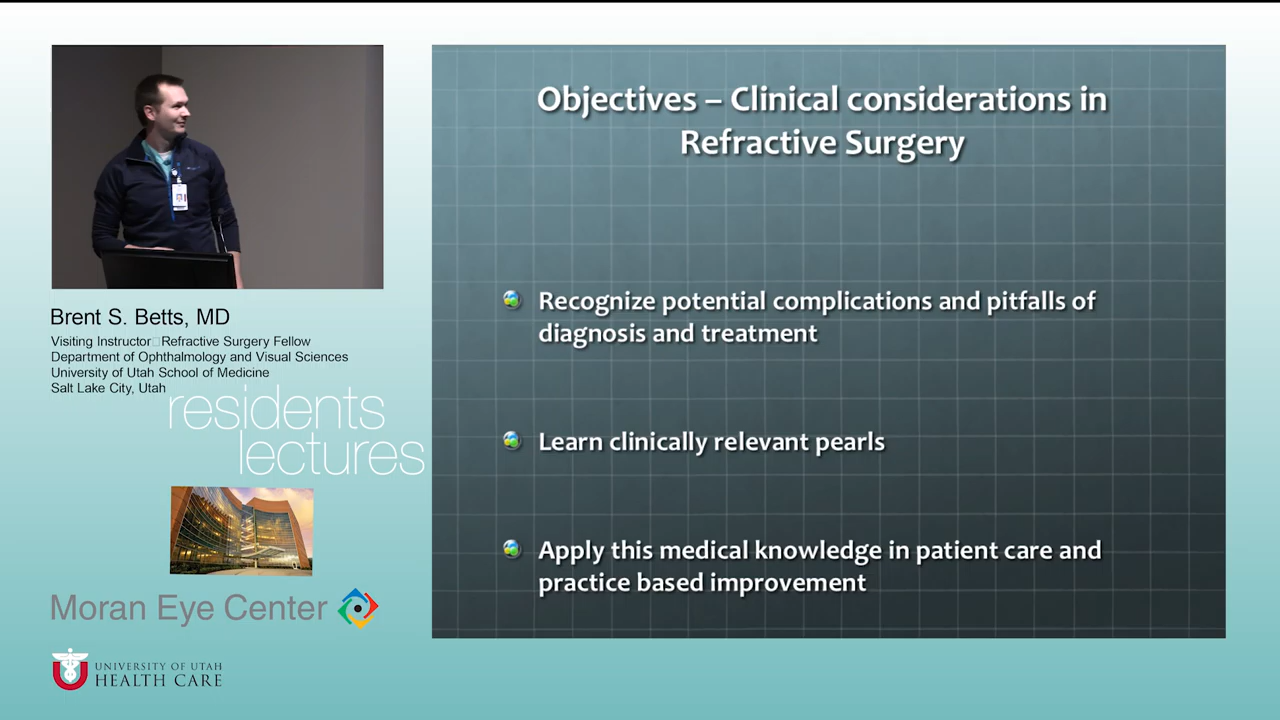 Objectives – Clinical considerations in
Refractive Surgery
Recognize potential complications and pitfalls of
diagnosis and treatment
Learn clinically relevant pearls
Apply this medical knowledge in patient care and
practice based improvement
Brent S. Betts, MD
Visiting Instructor Refractive Surgery Fellow
Department of Ophthalmology and Visual Sciences
University of Utah School of Medicine
Salt Lake City, Utah
residents
lectures
Moran Eye Center
U
UNIVERSITY OF UTAH
HEALTH CARE